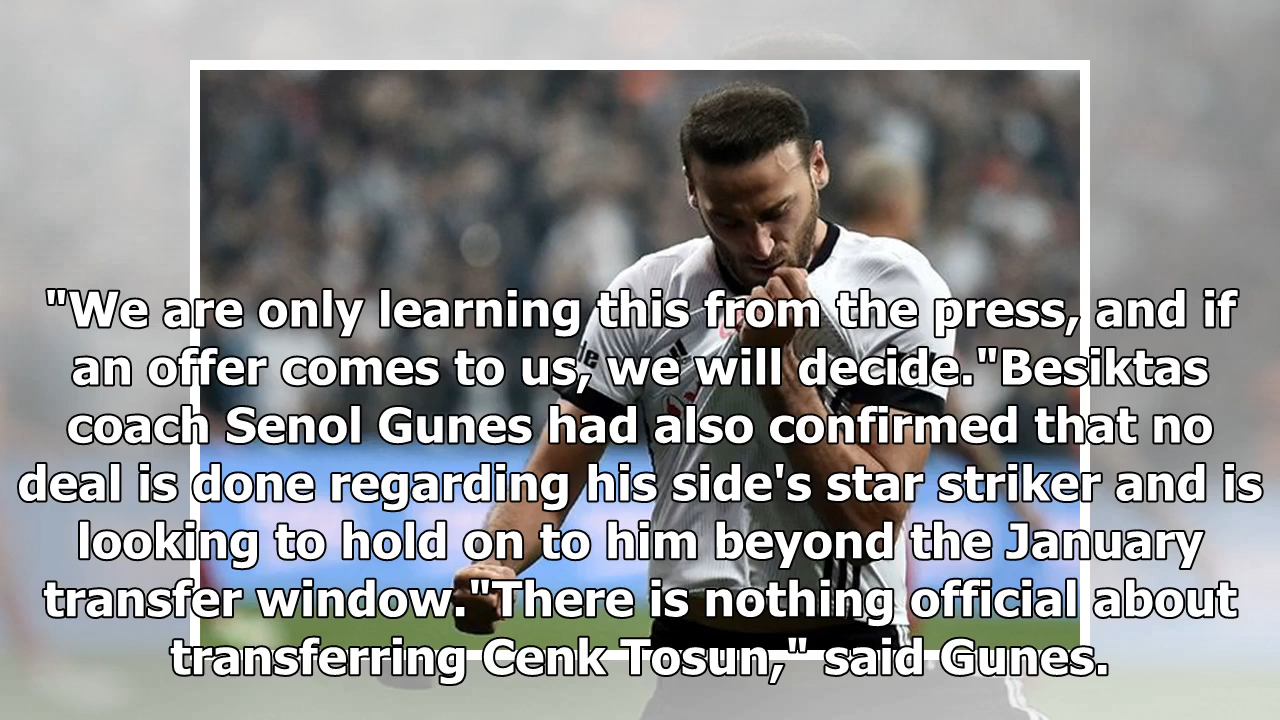 "We are only learning this from the press, and if
an offer comes to us, we will decide."Besiktas
coach Senol Gunes had also confirmed that no
deal is done regarding his side's star striker and is
looking to hold on to him beyond the January
transfer window."There is nothing official about
transferring Cenk Tosun," said Gunes.